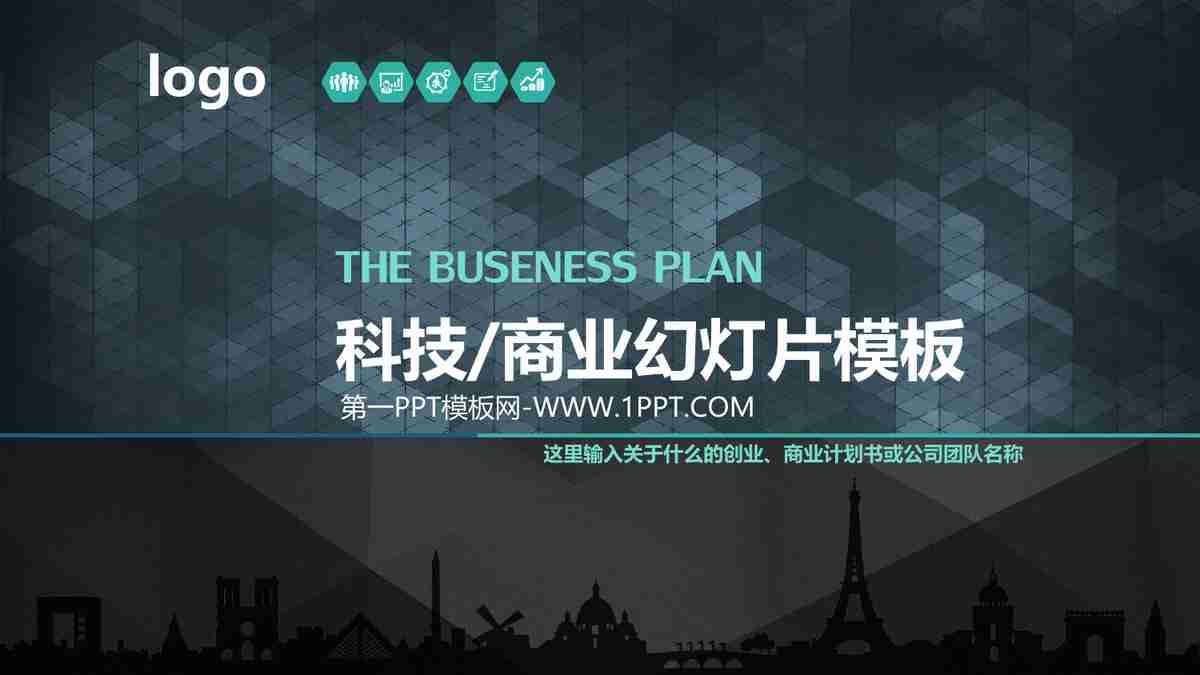 logo
THE BUSENESS PLAN
科技/商业幻灯片模板
第一PPT模板网-WWW.1PPT.COM
这里输入关于什么的创业、商业计划书或公司团队名称